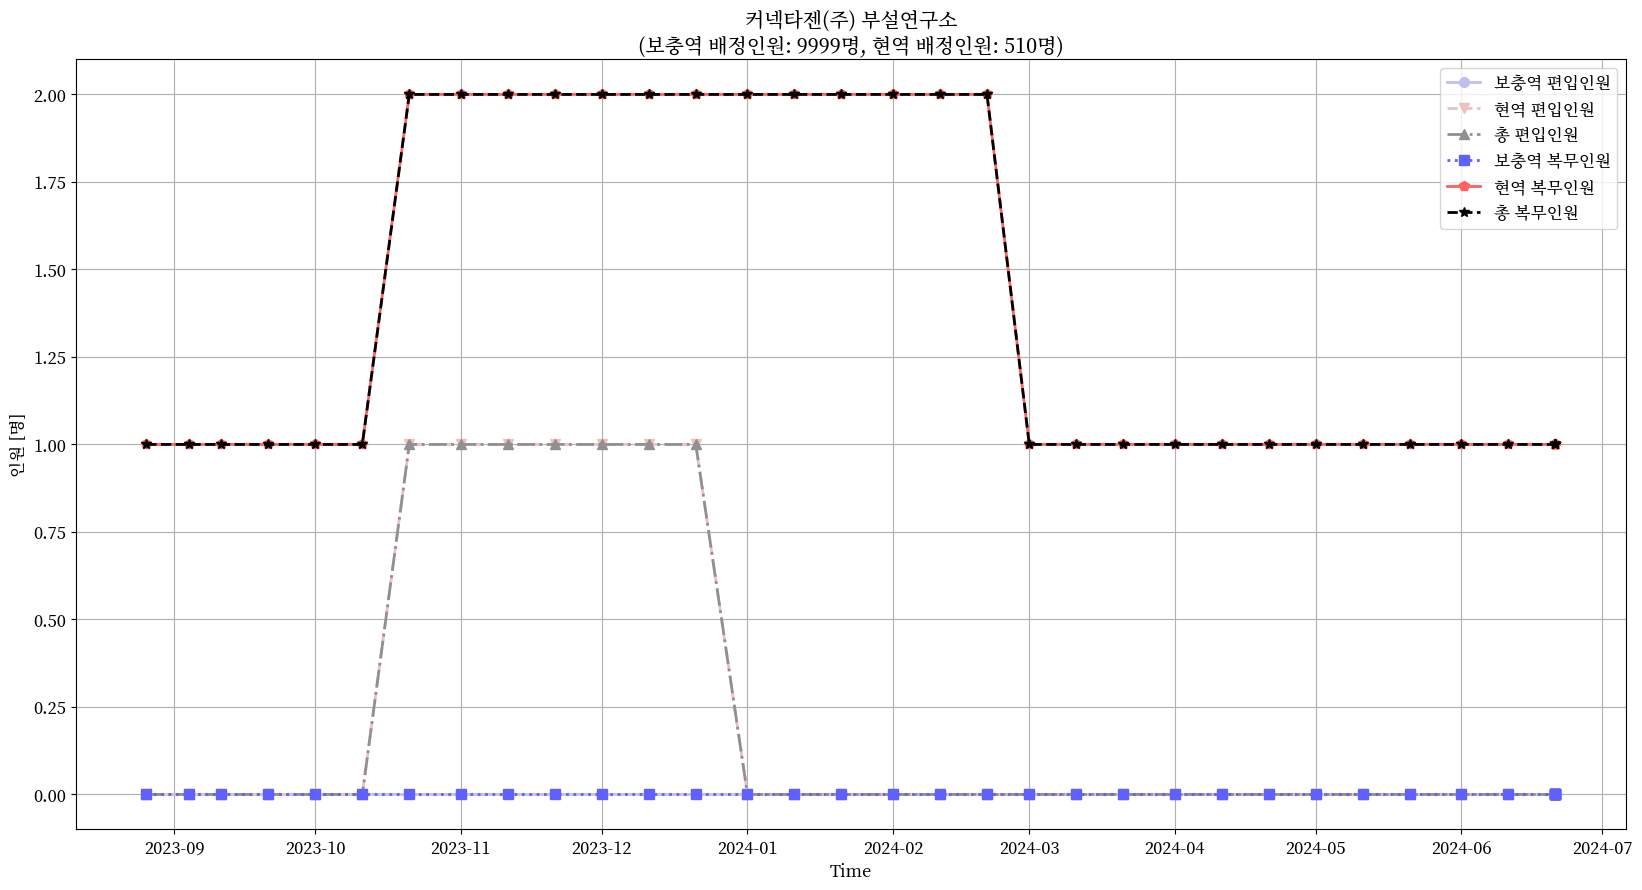 커넥타젠(주) 부설연구소
(보충역 배정인원: 9999명, 현역 배정인원: 510명)
보충역 편입인원
현역 편입인원
총 편입인원
보충역 복무인원
현역 복무인원
총 복무인원
2.00
1.75
1.50
1.25
1.00
0.75
0.50
0.25
0.00
인원 [명]
2023-09
2023-10
2023-11
2023-12
2024-01
2024-02
2024-03
2024-04
2024-05
2024-06
2024-07
Time